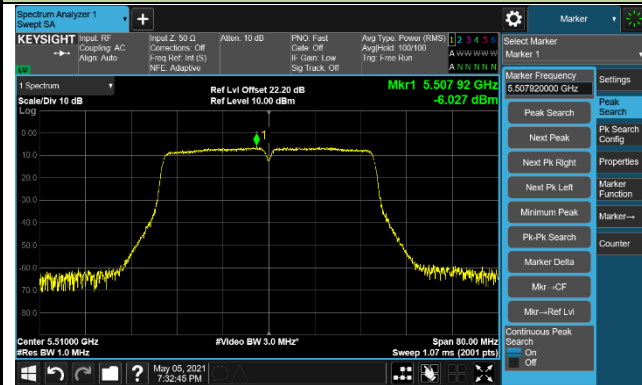 Spectrum Analyzer 1
Swept SA
Marker
KEYSIGHT
Input: RF
Coupling: AC
Align: Auto
Input Z: 50 Ω
Corrections: Off
Freq Ref: Int (S)
NFE: Adaptive
Atten: 10 dB
PNO: Fast
Gate: Off
IF Gain: Low
Sig Track: Off
Avg Type: Power (RMS)
Avg|Hold: 100/100
Trig: Free Run
1 2 3 4 5 6
A W W W W W
A N N N N N
LXI
Select Marker
Marker 1
1 Spectrum
Scale/Div 10 dB
Log
Ref Lvl Offset 22.20 dB
Ref Level 10.00 dBm
Mkr1 5.507 92 GHz
-6.027 dBm
Marker Frequency
5.507920000 GHz
Peak Search
Next Peak
Next Pk Right
Next Pk Left
Minimum Peak
Pk-Pk Search
Marker Delta
Mkr→CF
Mkr→Ref Lvl
Continuous Peak
Search
On
Off
Settings
Peak
Search
Pk Search
Config
Properties
Marker
Function
Marker→
Counter
0.00
-10.0
-20.0
-30.0
-40.0
-50.0
-60.0
-70.0
-80.0
1
Center 5.51000 GHz
#Res BW 1.0 MHz
#Video BW 3.0 MHz*
Span 80.00 MHz
Sweep 1.07 ms (2001 pts)
?
May 05, 2021
7:32:45 PM